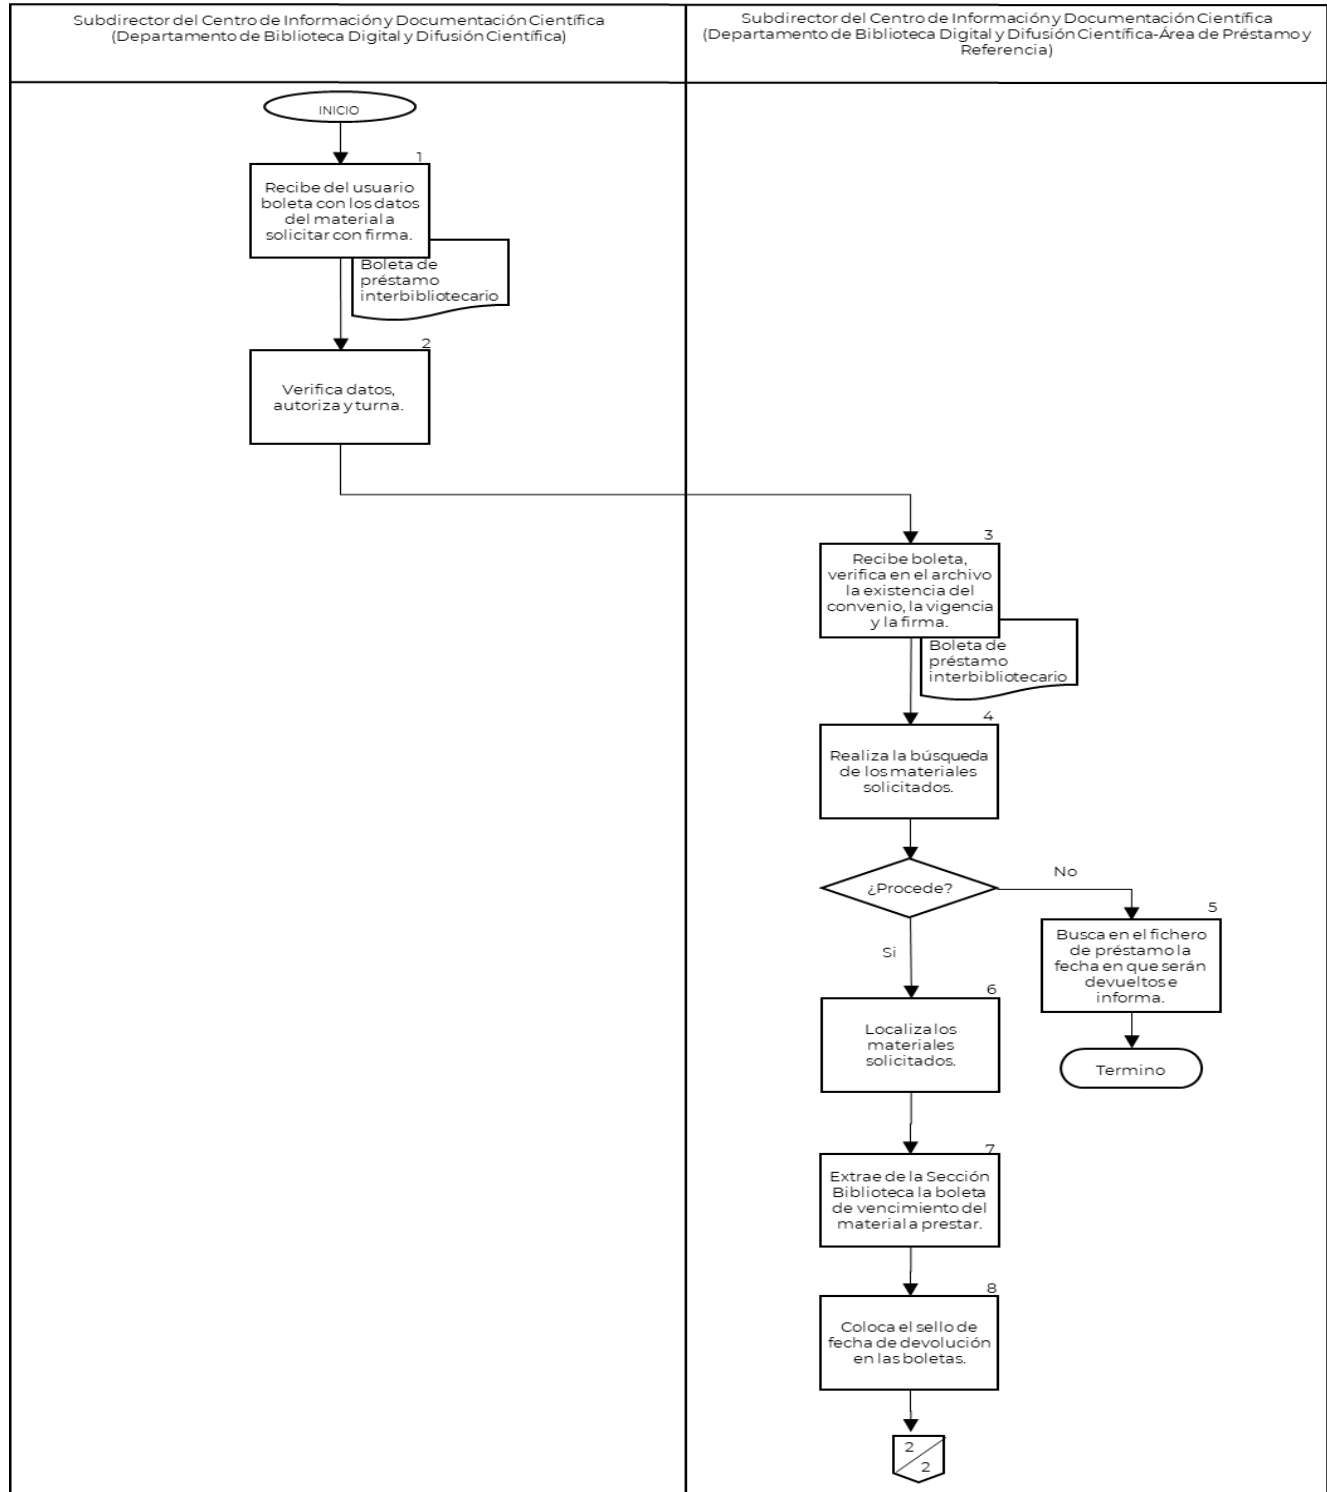 Subdirector del Centro de Información y Documentación Científica
(Departamento de Biblioteca Digital y Difusión Científica)
Subdirector del Centro de Información y Documentación Científica
(Departamento de Biblioteca Digital y Difusión Científica-Área de Préstamo y
Referencia)
INICIO
1
Recibe del usuario
boleta con los datos
del material a
solicitar con firma.
Boleta de
préstamo
interbibliotecario
2
Verifica datos,
autoriza y turna.
3
Recibe boleta,
verifica en el archivo
la existencia del
convenio, la vigencia
y la firma.
Boleta de
préstamo
interbibliotecario
4
Realiza la búsqueda
de los materiales
solicitados.
¿Procede?
No
5
Busca en el fichero
de préstamo la
fecha en que serán
devueltos e
informa.
Termino
Si
6
Localiza los
materiales
solicitados.
7
Extrae de la Sección
Biblioteca la boleta
de vencimiento del
material a prestar.
8
Coloca el sello de
fecha de devolución
en las boletas.
2
2